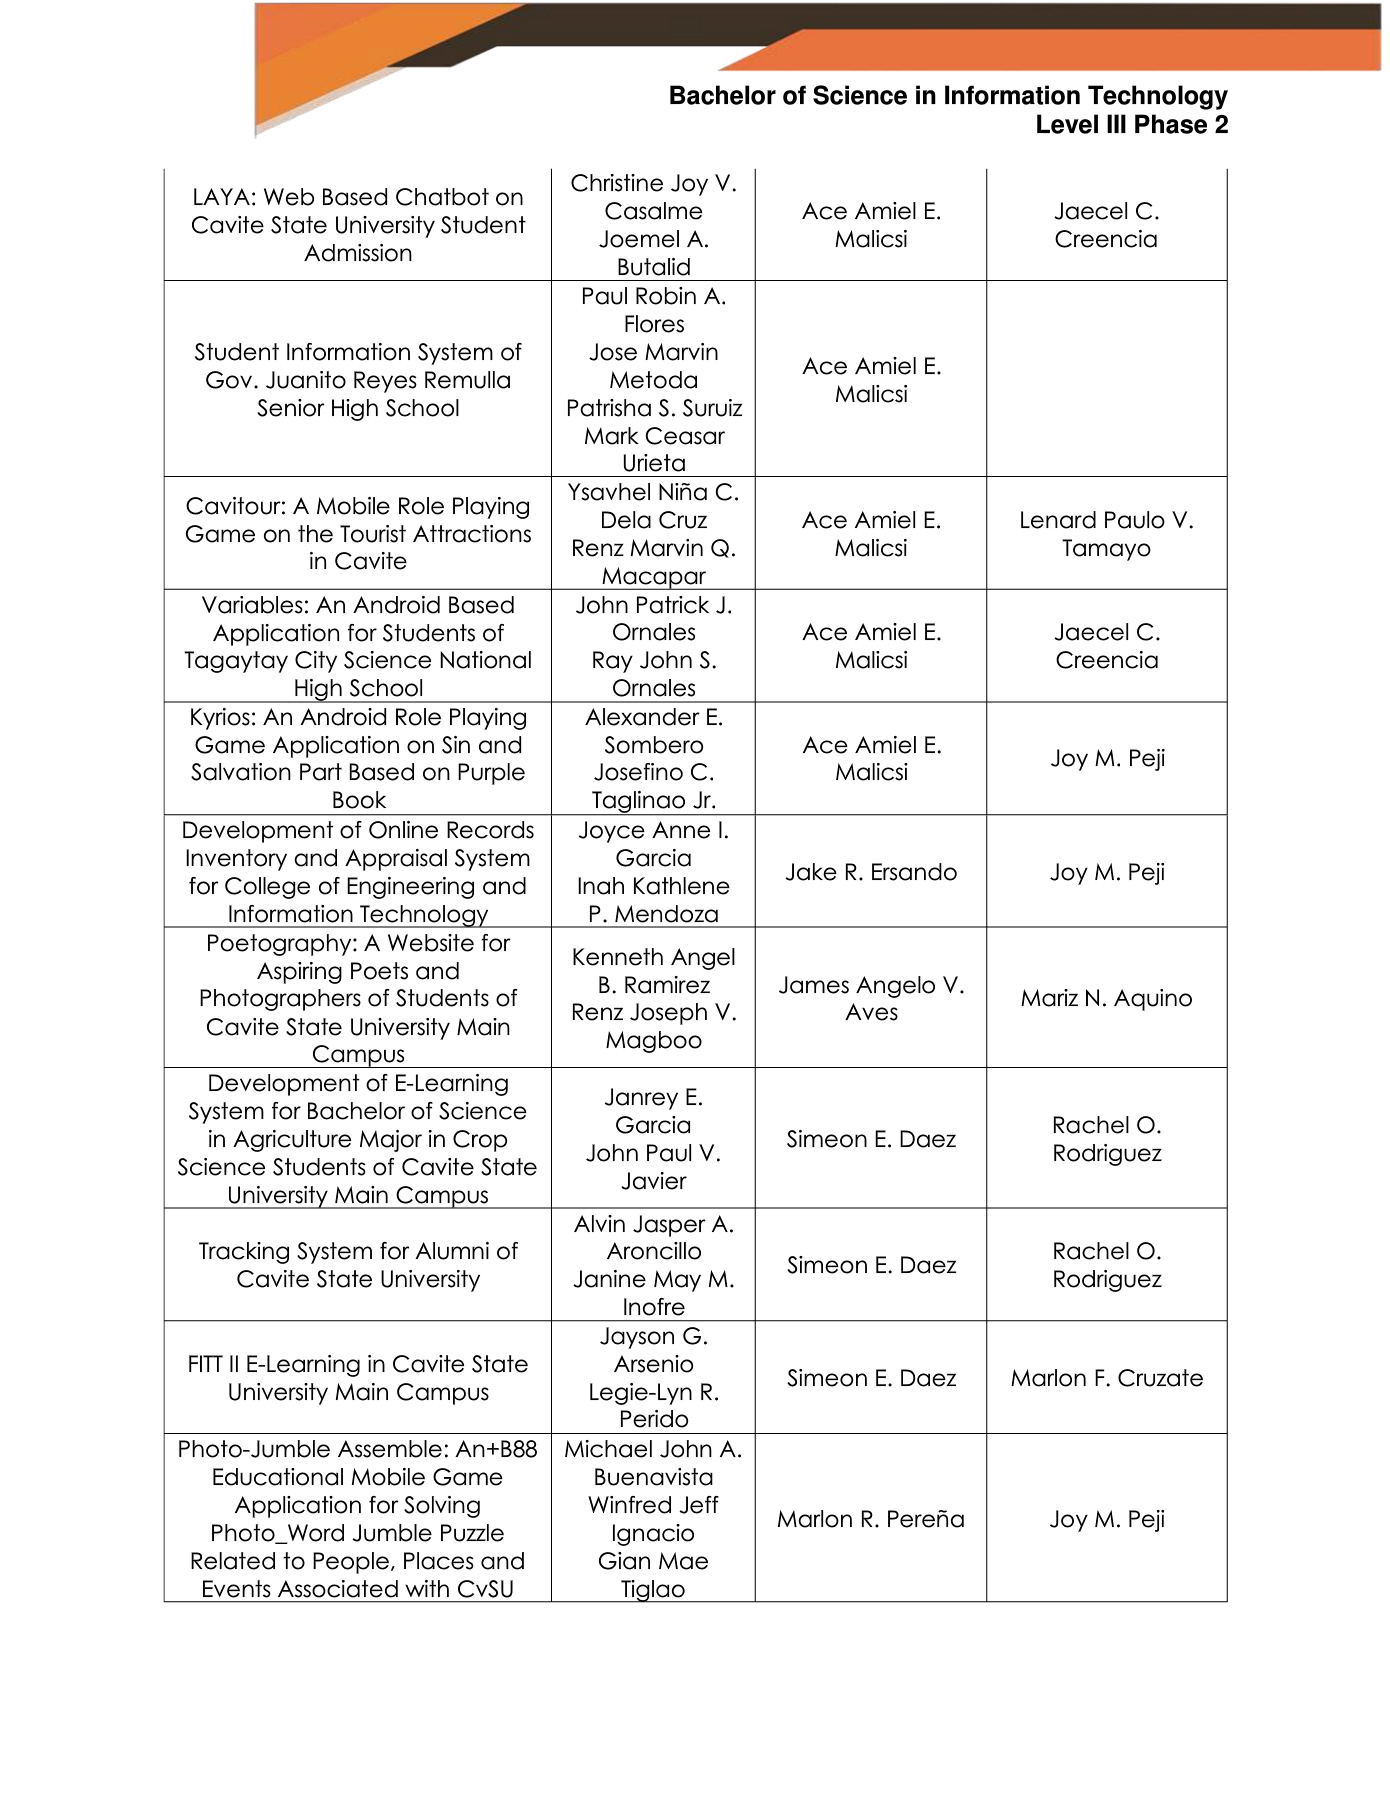 Bachelor of Science in Information Technology
Level III Phase 2
LAYA: Web Based Chatbot on
Cavite State University Student
Admission
Christine Joy V.
Casalme
Joemel A.
Butalid
Ace Amiel E.
Malicsi
Jaecel C.
Creencia
Student Information System of
Gov. Juanito Reyes Remulla
Senior High School
Paul Robin A.
Flores
Jose Marvin
Metoda
Patrisha S. Suruiz
Mark Ceasar
Urieta
Ace Amiel E.
Malicsi
Cavitour: A Mobile Role Playing
Game on the Tourist Attractions
in Cavite
Ysavhel Niña C.
Dela Cruz
Renz Marvin Q.
Macapar
Ace Amiel E.
Malicsi
Lenard Paulo V.
Tamayo
Variables: An Android Based
Application for Students of
Tagaytay City Science National
High School
John Patrick J.
Ornales
Ray John S.
Ornales
Ace Amiel E.
Malicsi
Jaecel C.
Creencia
Kyrios: An Android Role Playing
Game Application on Sin and
Salvation Part Based on Purple
Book
Alexander E.
Sombero
Josefino C.
Taglinao Jr.
Ace Amiel E.
Malicsi
Joy M. Peji
Development of Online Records
Inventory and Appraisal System
for College of Engineering and
Information Technology
Joyce Anne I.
Garcia
Inah Kathlene
P. Mendoza
Jake R. Ersando
Joy M. Peji
Poetography: A Website for
Aspiring Poets and
Photographers of Students of
Cavite State University Main
Campus
Kenneth Angel
B. Ramirez
Renz Joseph V.
Magboo
James Angelo V.
Aves
Mariz N. Aquino
Development of E-Learning
System for Bachelor of Science
in Agriculture Major in Crop
Science Students of Cavite State
University Main Campus
Janrey E.
Garcia
John Paul V.
Javier
Simeon E. Daez
Rachel O.
Rodriguez
Tracking System for Alumni of
Cavite State University
Alvin Jasper A.
Aroncillo
Janine May M.
Inofre
Simeon E. Daez
Rachel O.
Rodriguez
FITT II E-Learning in Cavite State
University Main Campus
Jayson G.
Arsenio
Legie-Lyn R.
Perido
Simeon E. Daez
Marlon F. Cruzate
Photo-Jumble Assemble: An+B88
Educational Mobile Game
Application for Solving
Photo_Word Jumble Puzzle
Related to People, Places and
Events Associated with CvSU
Michael John A.
Buenavista
Winfred Jeff
Ignacio
Gian Mae
Tiglao
Marlon R. Pereña
Joy M. Peji